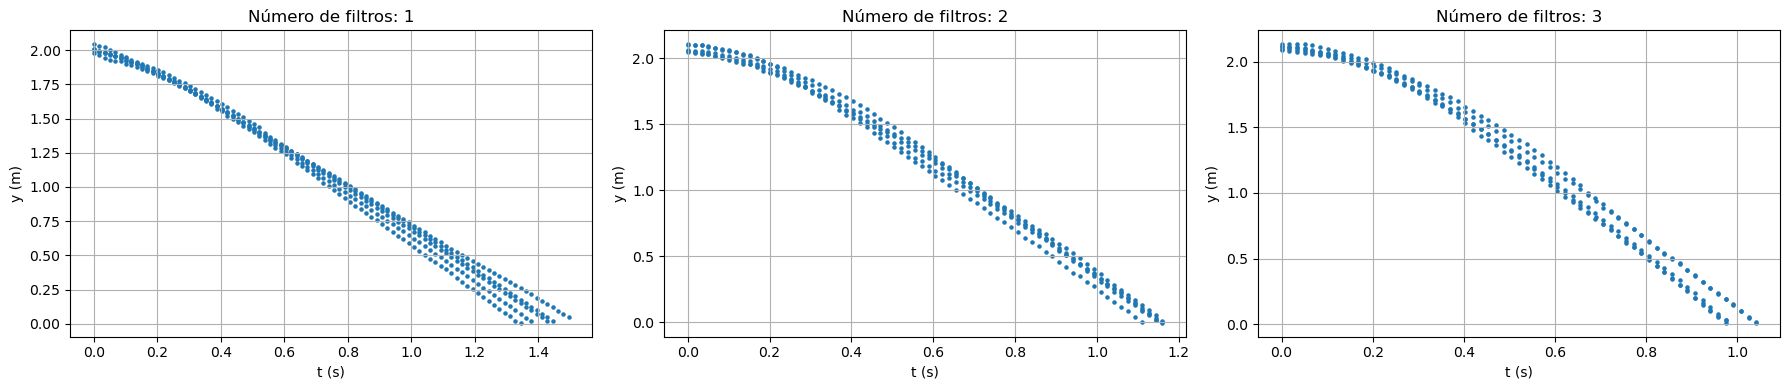 Número de filtros: 1
y (m)
2.00
1.75
1.50
1.25
1.00
0.75
0.50
0.25
0.00
0.0 0.2 0.4 0.6 0.8 1.0 1.2 1.4
t (s)
Número de filtros: 2
y (m)
2.0
1.5
1.0
0.5
0.0
0.0 0.2 0.4 0.6 0.8 1.0 1.2
t (s)
Número de filtros: 3
y (m)
2.0
1.5
1.0
0.5
0.0
0.0 0.2 0.4 0.6 0.8 1.0
t (s)